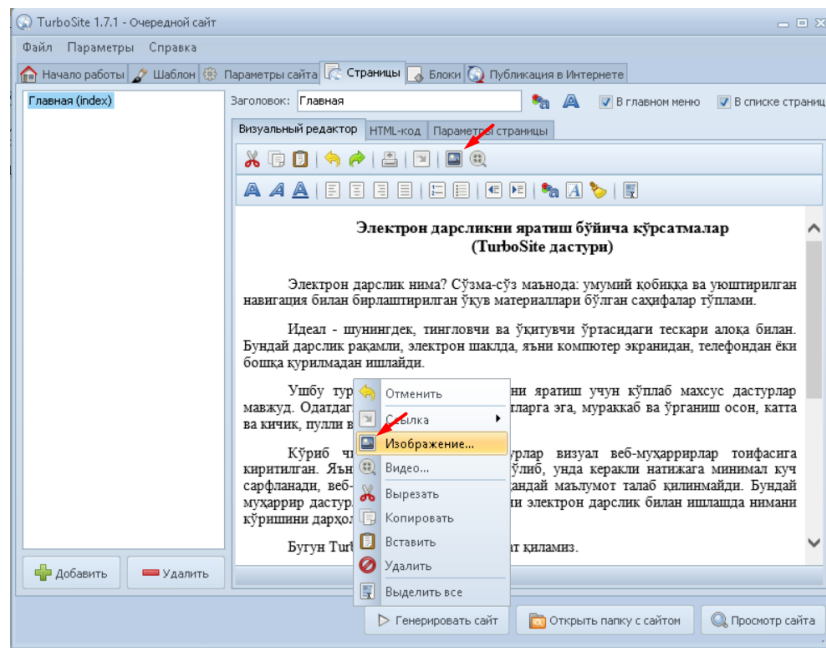 TurboSite 1.7.1 - Очередной сайт
Файл Параметры Справка
Начало работы Шаблон Параметры сайта Страницы Блоки Публикация в Интернете
Главная (index)
Заголовок: Главная В главном меню В списке страниц
Визуальный редактор HTML-код Параметры страницы
Электрон дарсликни яратиш бўйича кўрсатмалар
(TurboSite дастури)
Электрон дарслик нима? Сўзма-сўз маънода: умумий қобиққа ва уюштирилган
навигация билан бирлаштирилган ўқув материаллари бўлган саҳифалар тўплами.
Идеал - шунингдек, тингловчи ва ўқитувчи ўртасидаги тескари алоқа билан.
Бундай дарслик рақамли, электрон шаклда, яъни компютер экранидан, телефондан ёки
бошқа қурилмадан ишлайди.
Ушбу тур ни яратиш учун кўплаб махсус дастурлар
мавжуд. Одатдаг ларга эга, мураккаб ва ўрганиш осон, катта
ва кичик, пулли в
Кўриб ч урлар визуал веб-муҳаррирлар тоифасига
киритилган. Яън ўлиб, унда керакли натижага минимал куч
сарфланади, веб- андай маълумот талаб қилинмайди. Бундай
муҳаррир дастур и электрон дарслик билан ишлашда нимани
кўришини дарҳол
Бугун Turb т қиламиз.
Отменить
Ссылка
Изображение...
Видео...
Вырезать
Копировать
Вставить
Удалить
Выделить все
Добавить Удалить
Генерировать сайт Открыть папку с сайтом Просмотр сайта